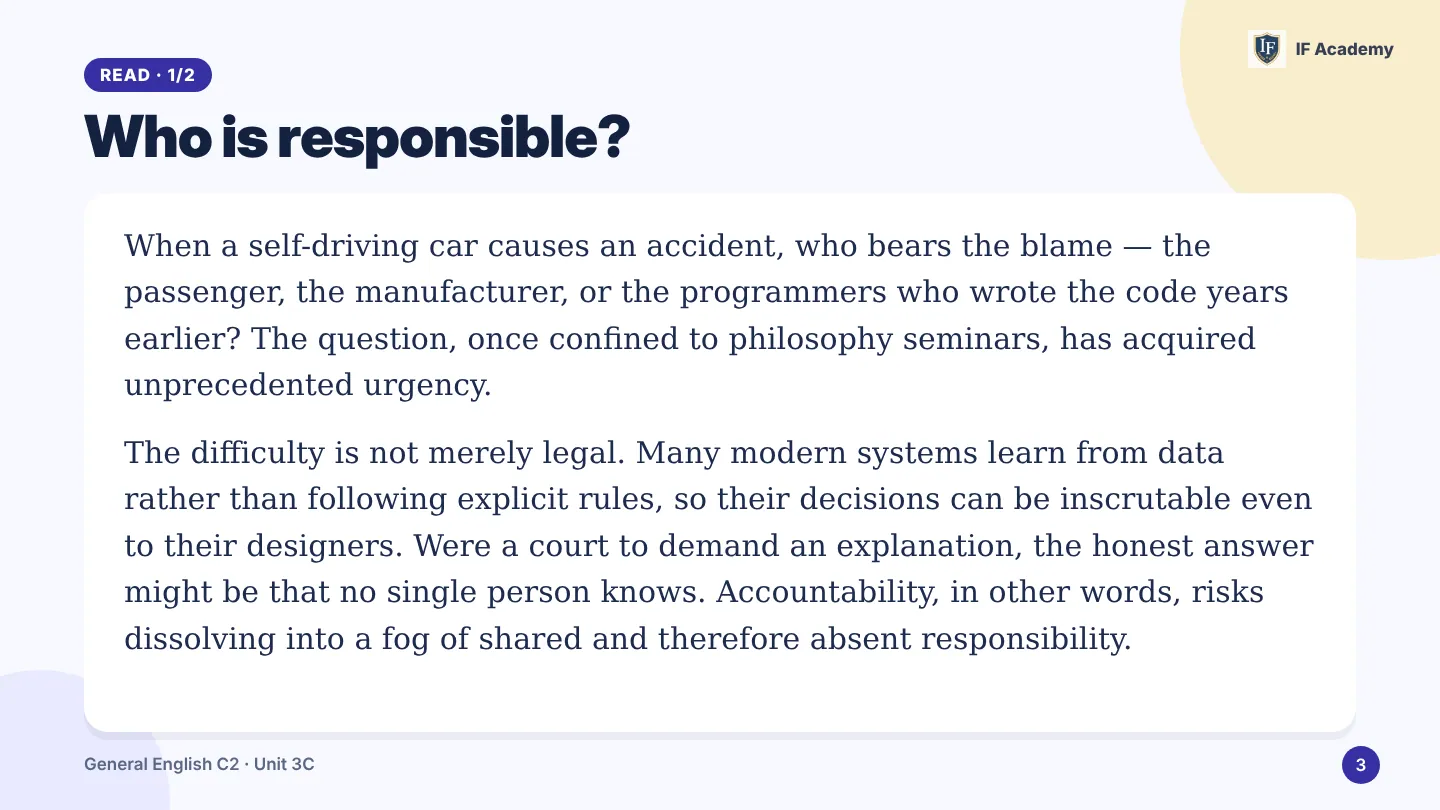 IF
IF Academy
READ · 1/2
Who is responsible?
When a self-driving car causes an accident, who bears the blame — the
passenger, the manufacturer, or the programmers who wrote the code years
earlier? The question, once confined to philosophy seminars, has acquired
unprecedented urgency.
The difficulty is not merely legal. Many modern systems learn from data
rather than following explicit rules, so their decisions can be inscrutable even
to their designers. Were a court to demand an explanation, the honest answer
might be that no single person knows. Accountability, in other words, risks
dissolving into a fog of shared and therefore absent responsibility.
General English C2 · Unit 3C
3